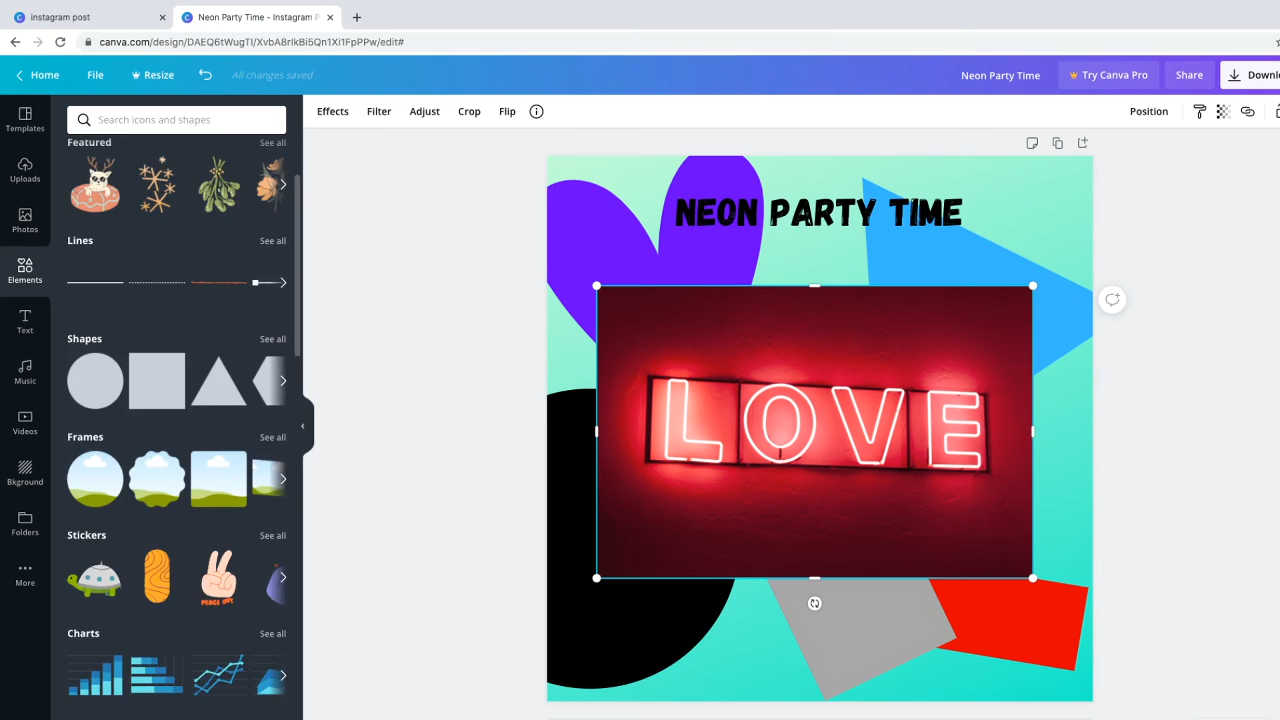 instagram post
Neon Party Time - Instagram P
canva.com/design/DAEQ6tWugTI/XvbA8rIkBi5Qn1Xi1FpPPw/edit#
Home File Resize All changes saved Neon Party Time Try Canva Pro Share Downlo
Templates
Uploads
Photos
Elements
Text
Music
Videos
Bkground
Folders
More
Search icons and shapes
Featured See all
Lines See all
Shapes See all
Frames See all
Stickers See all
PEACE OUT
Charts See all
Effects Filter Adjust Crop Flip Position
NEON PARTY TIME
LOVE